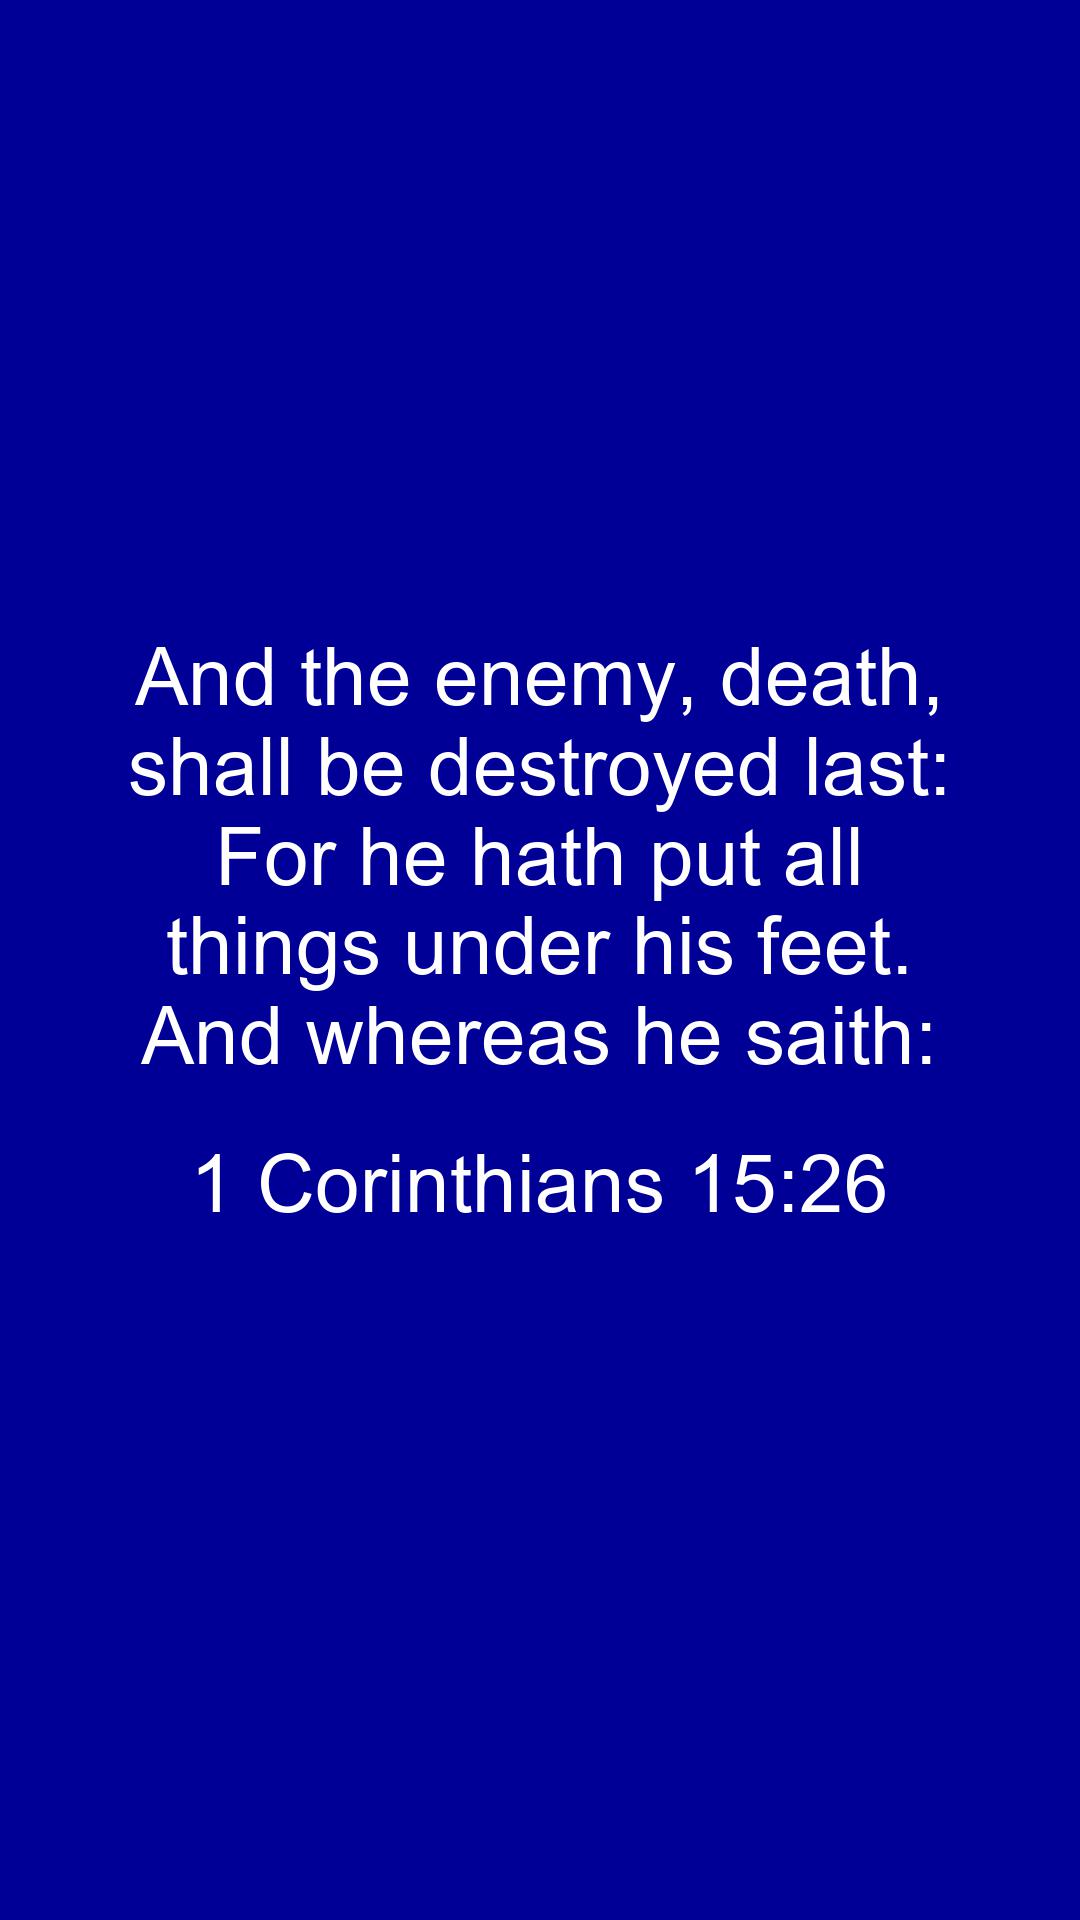 And the enemy, death,
shall be destroyed last:
For he hath put all
things under his feet.
And whereas he saith:
1 Corinthians 15:26